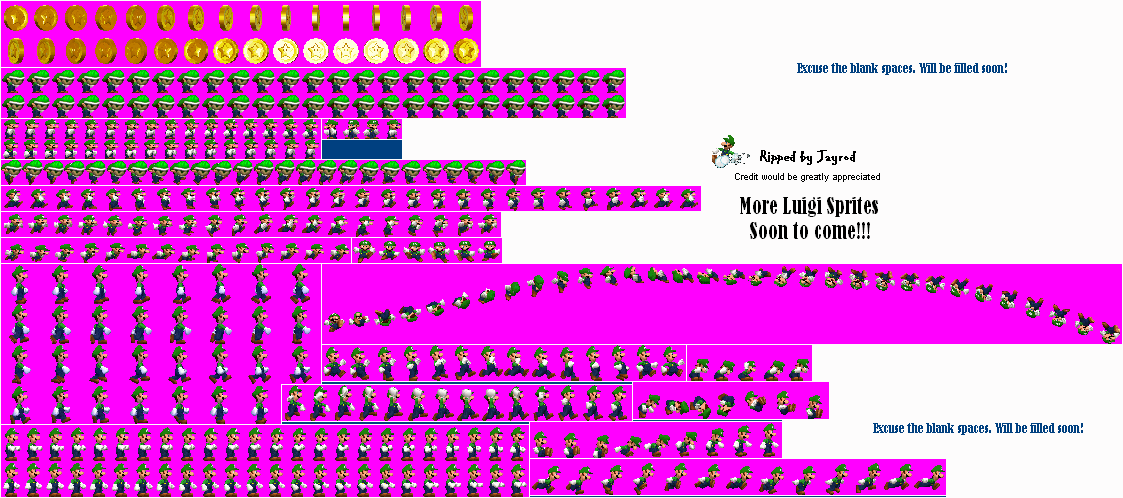 Excuse the blank spaces. Will be filled soon!
Ripped by Jayrod
Credit would be greatly appreciated
More Luigi Sprites
Soon to come!!!
Excuse the blank spaces. Will be filled soon!